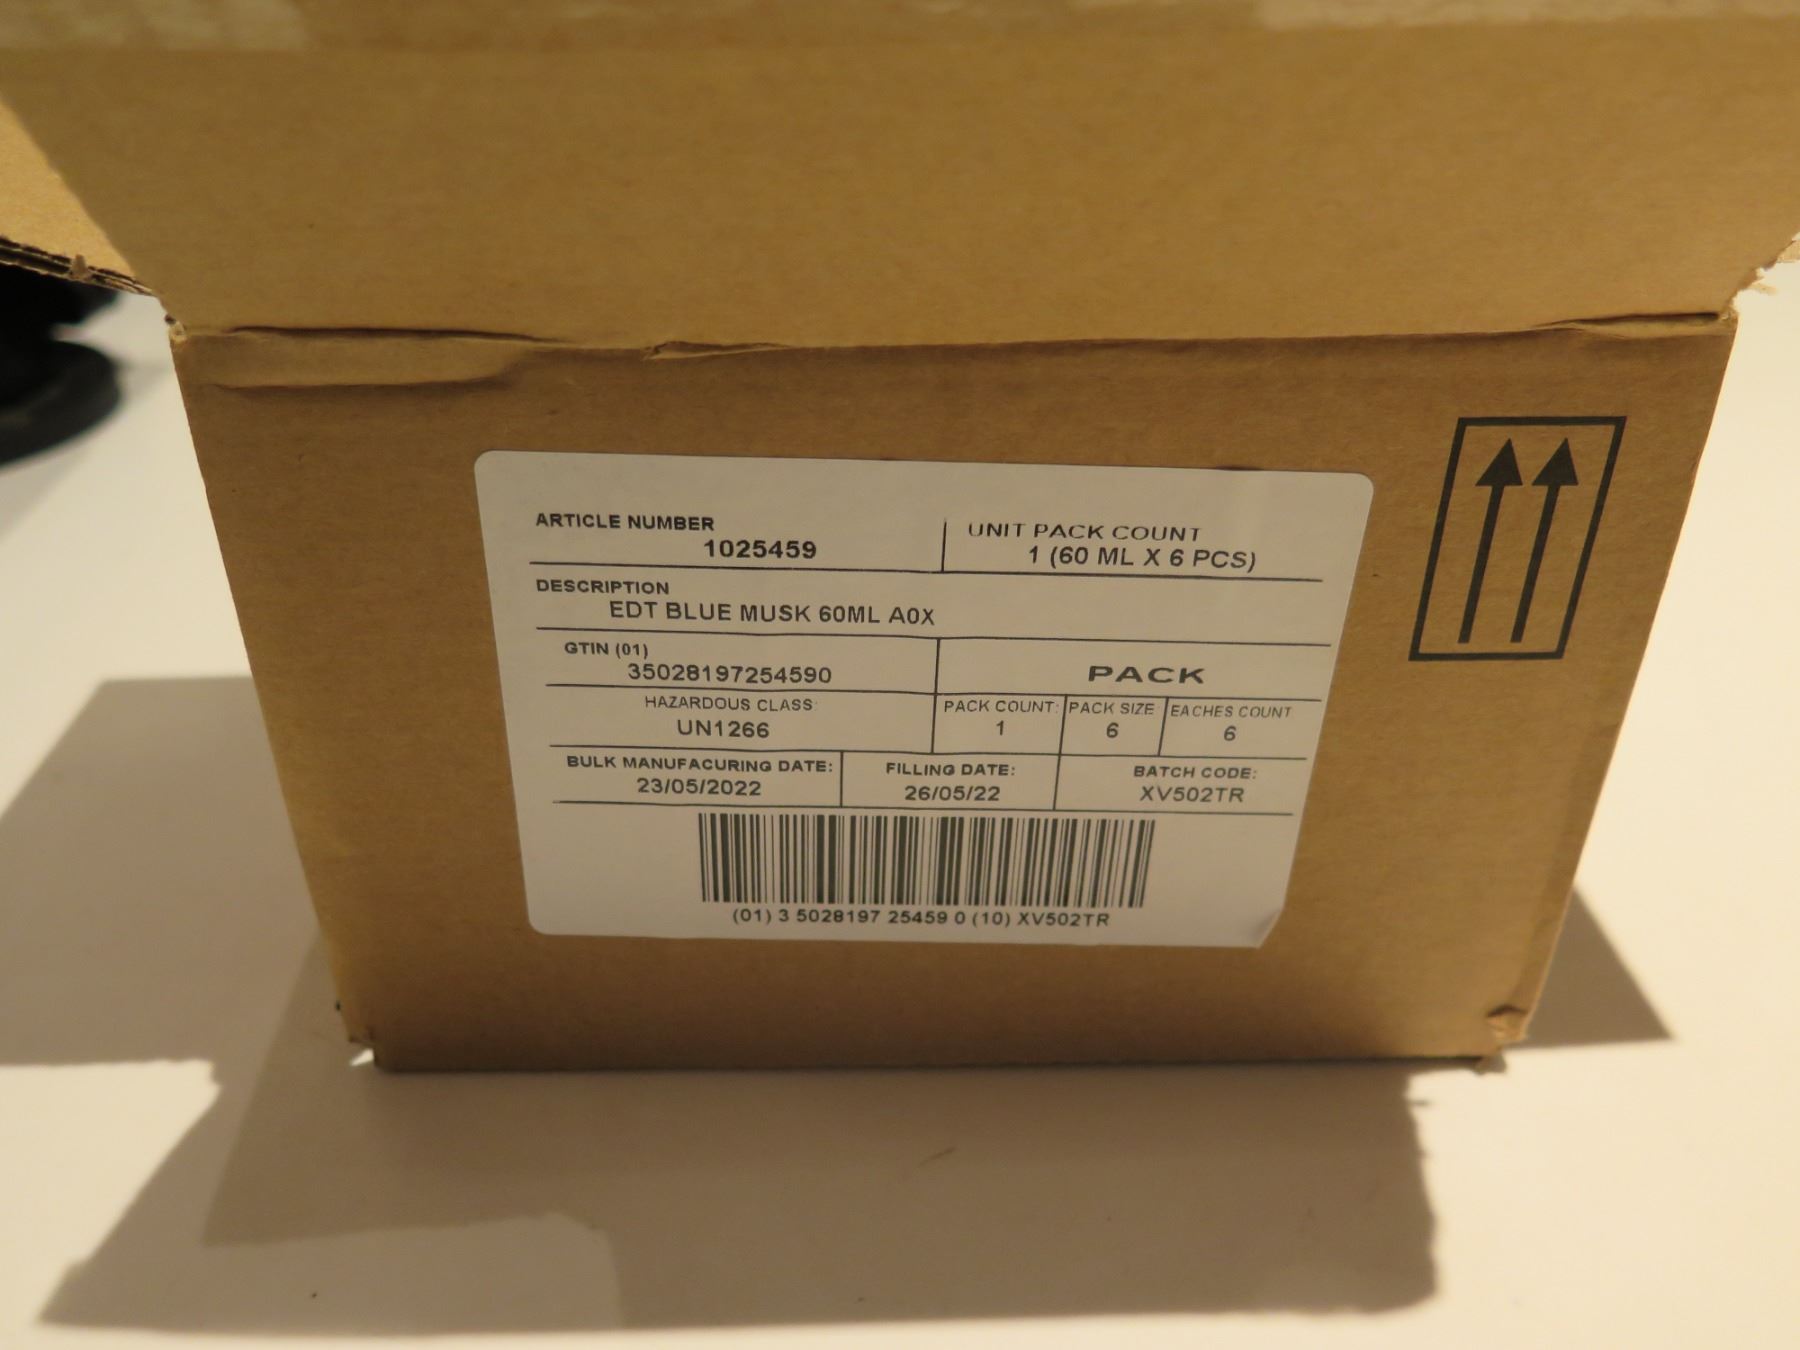 ARTICLE NUMBER
1025459
UNIT PACK COUNT
1 (60 ML X 6 PCS)
DESCRIPTION
EDT BLUE MUSK 60ML A0X
GTIN (01)
35028197254590
PACK
HAZARDOUS CLASS:
UN1266
PACK COUNT:
1
PACK SIZE
6
EACHES COUNT
6
BULK MANUFACURING DATE:
23/05/2022
FILLING DATE:
26/05/22
BATCH CODE:
XV502TR
(01) 3 5028197 25459 0 (10) XV502TR